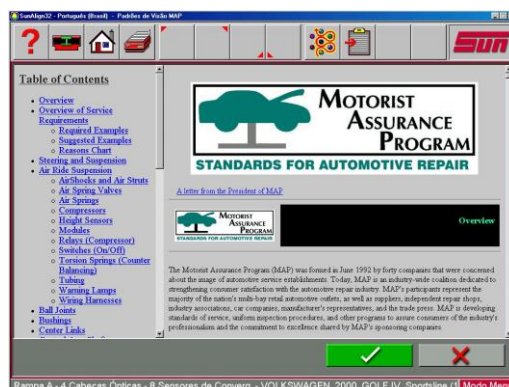 SunAlign32 - Português (Brasil) - Padrões de Visão MAP
?
Sun
Table of Contents
Overview
Overview of Service
Requirements
Required Examples
Suggested Examples
Reasons Chart
Steering and Suspension
Air Ride Suspension
AirShocks and Air Struts
Air Spring Valves
Air Springs
Compressors
Height Sensors
Modules
Relays (Compressor)
Switches (On/Off)
Torsion Springs (Counter
Balancing)
Tubing
Warning Lamps
Wiring Harnesses
Ball Joints
Bushings
Center Links
MOTORIST
ASSURANCE
PROGRAM
STANDARDS FOR AUTOMOTIVE REPAIR
A letter from the President of MAP
MOTORIST
ASSURANCE
PROGRAM
STANDARDS FOR AUTOMOTIVE REPAIR
Overview
The Motorist Assurance Program (MAP) was formed in June 1992 by forty companies that were concerned
about the image of automotive service establishments. Today, MAP is an industry-wide coalition dedicated to
strengthening consumer satisfaction with the automotive repair industry. MAP's participants represent the
majority of the nation's multi-bay retail automotive outlets, as well as suppliers, independent repair shops,
industry associations, car companies, manufacturer's representatives, and the trade press. MAP is developing
standards of service, uniform inspection procedures, and other programs to assure consumers of the industry's
professionalism and the commitment to excellence shared by MAP's sponsoring companies.
Rampa A - 4 Cabeças Ópticas - 8 Sensores de Converg. - VOLKSWAGEN, 2000, GOLF IV, Sportsline (1 Modo Menu